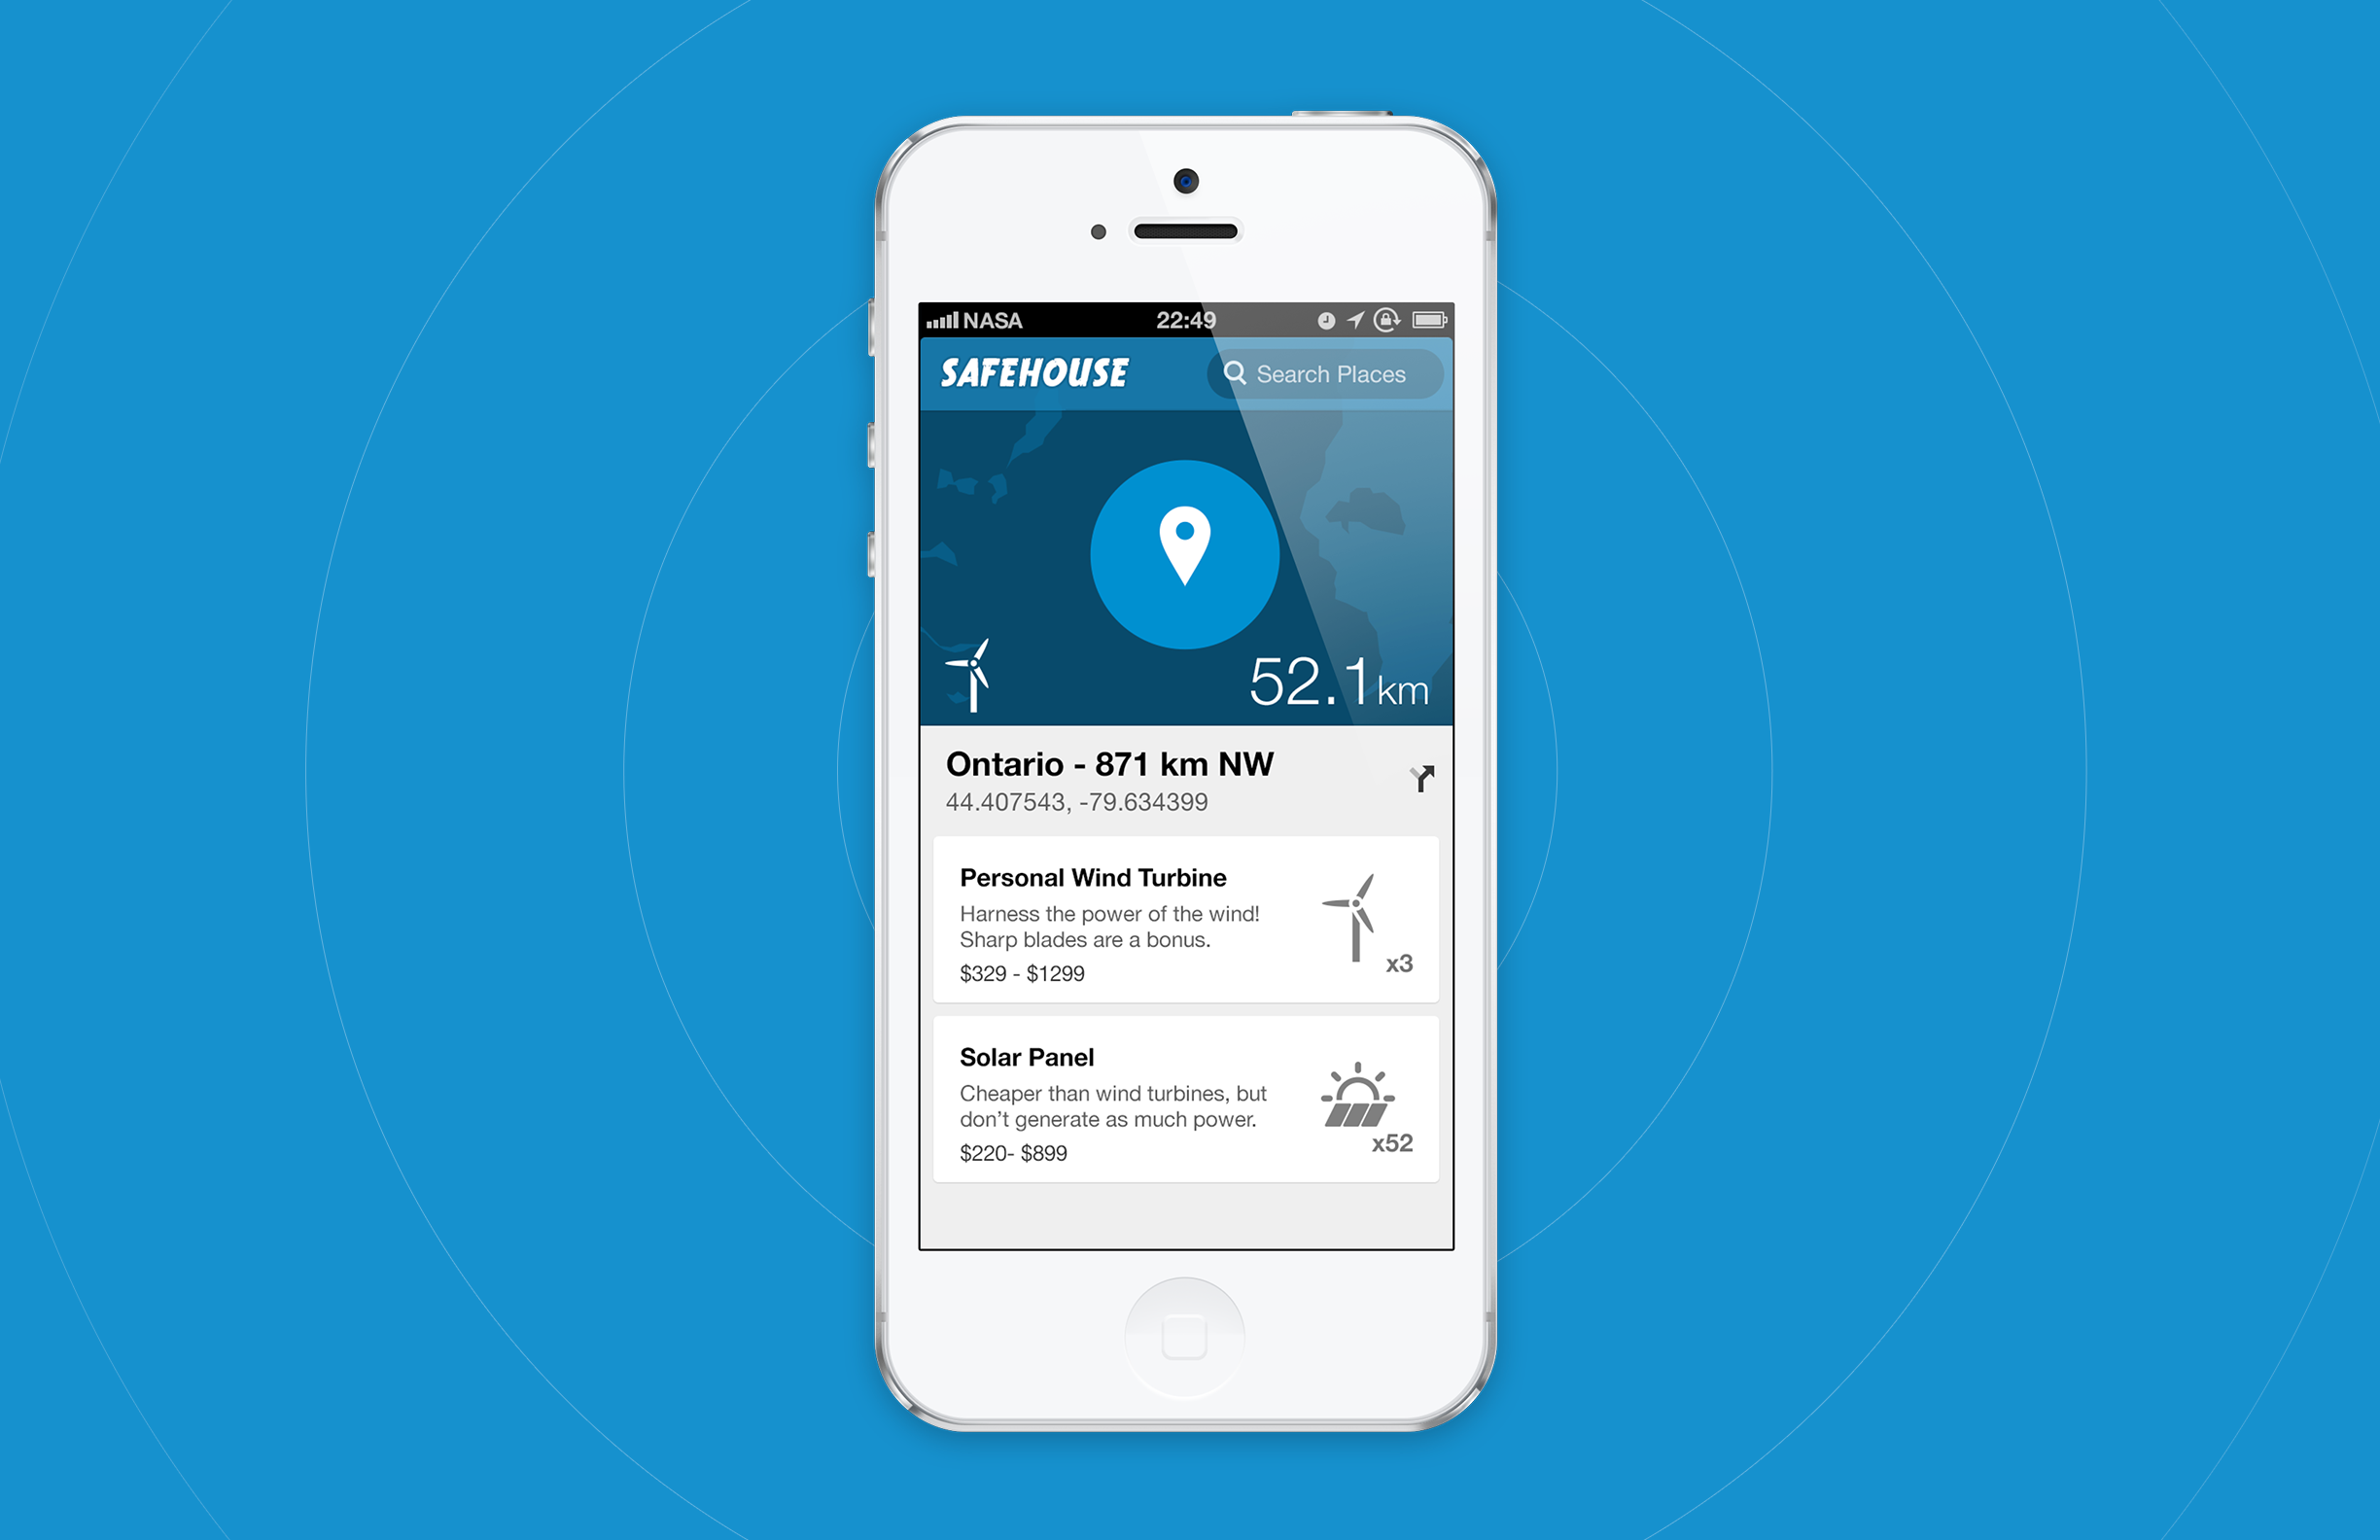 NASA 22:49
SAFEHOUSE Search Places
52.1km
Ontario - 871 km NW
44.407543, -79.634399
Personal Wind Turbine
Harness the power of the wind!
Sharp blades are a bonus.
$329 - $1299
x3
Solar Panel
Cheaper than wind turbines, but
don’t generate as much power.
$220- $899
x52